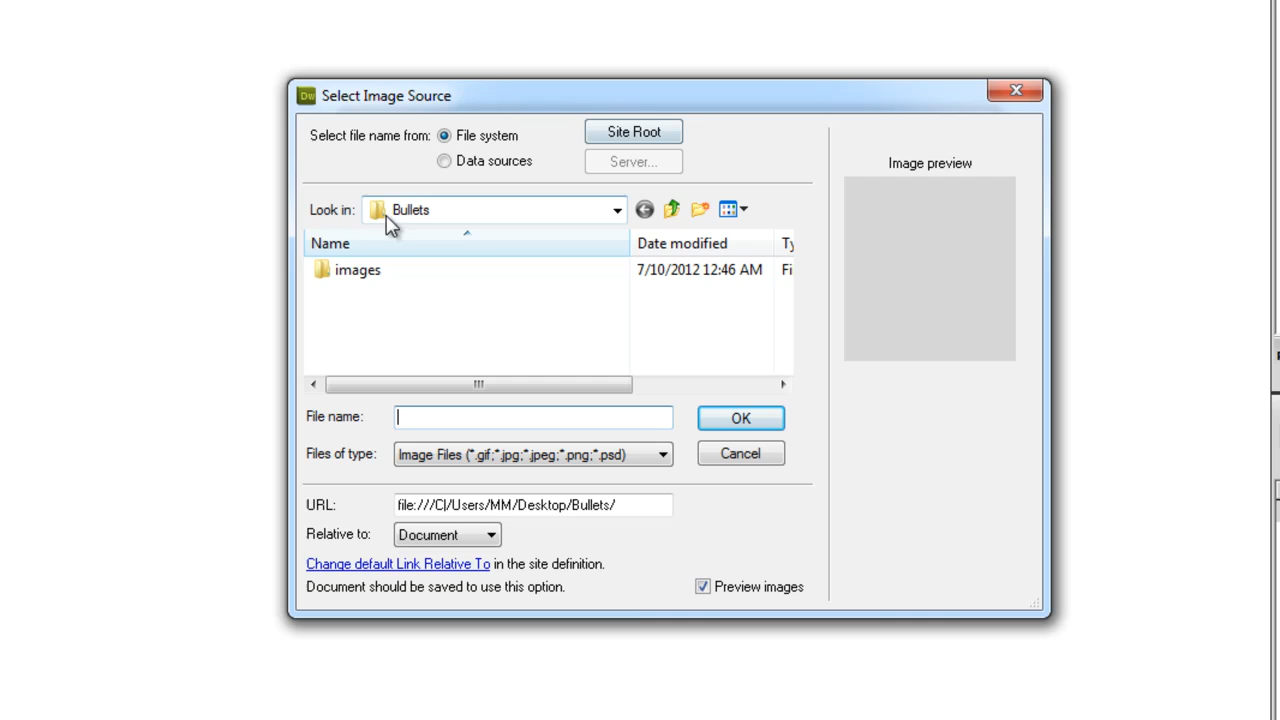 Dw Select Image Source
Select file name from: File system Site Root
Data sources Server...
Image preview
Look in: Bullets
Name Date modified Ty
images 7/10/2012 12:46 AM Fi
File name: OK
Files of type: Image Files (*.gif;*.jpg;*.jpeg;*.png;*.psd) Cancel
URL: file:///C|/Users/MM/Desktop/Bullets/
Relative to: Document
Change default Link Relative To in the site definition.
Document should be saved to use this option. Preview images